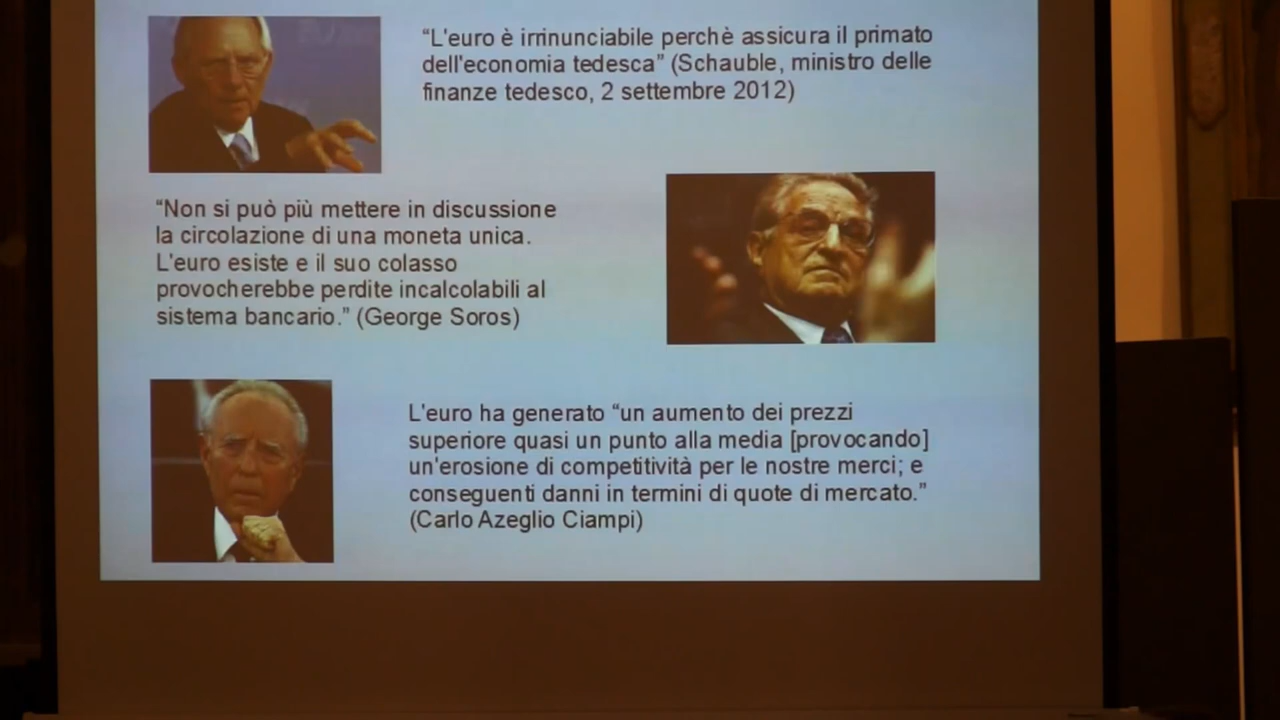 “L'euro è irrinunciabile perchè assicura il primato
dell'economia tedesca” (Schauble, ministro delle
finanze tedesco, 2 settembre 2012)
“Non si può più mettere in discussione
la circolazione di una moneta unica.
L'euro esiste e il suo colasso
provocherebbe perdite incalcolabili al
sistema bancario.” (George Soros)
L'euro ha generato “un aumento dei prezzi
superiore quasi un punto alla media [provocando]
un'erosione di competitività per le nostre merci; e
conseguenti danni in termini di quote di mercato.”
(Carlo Azeglio Ciampi)